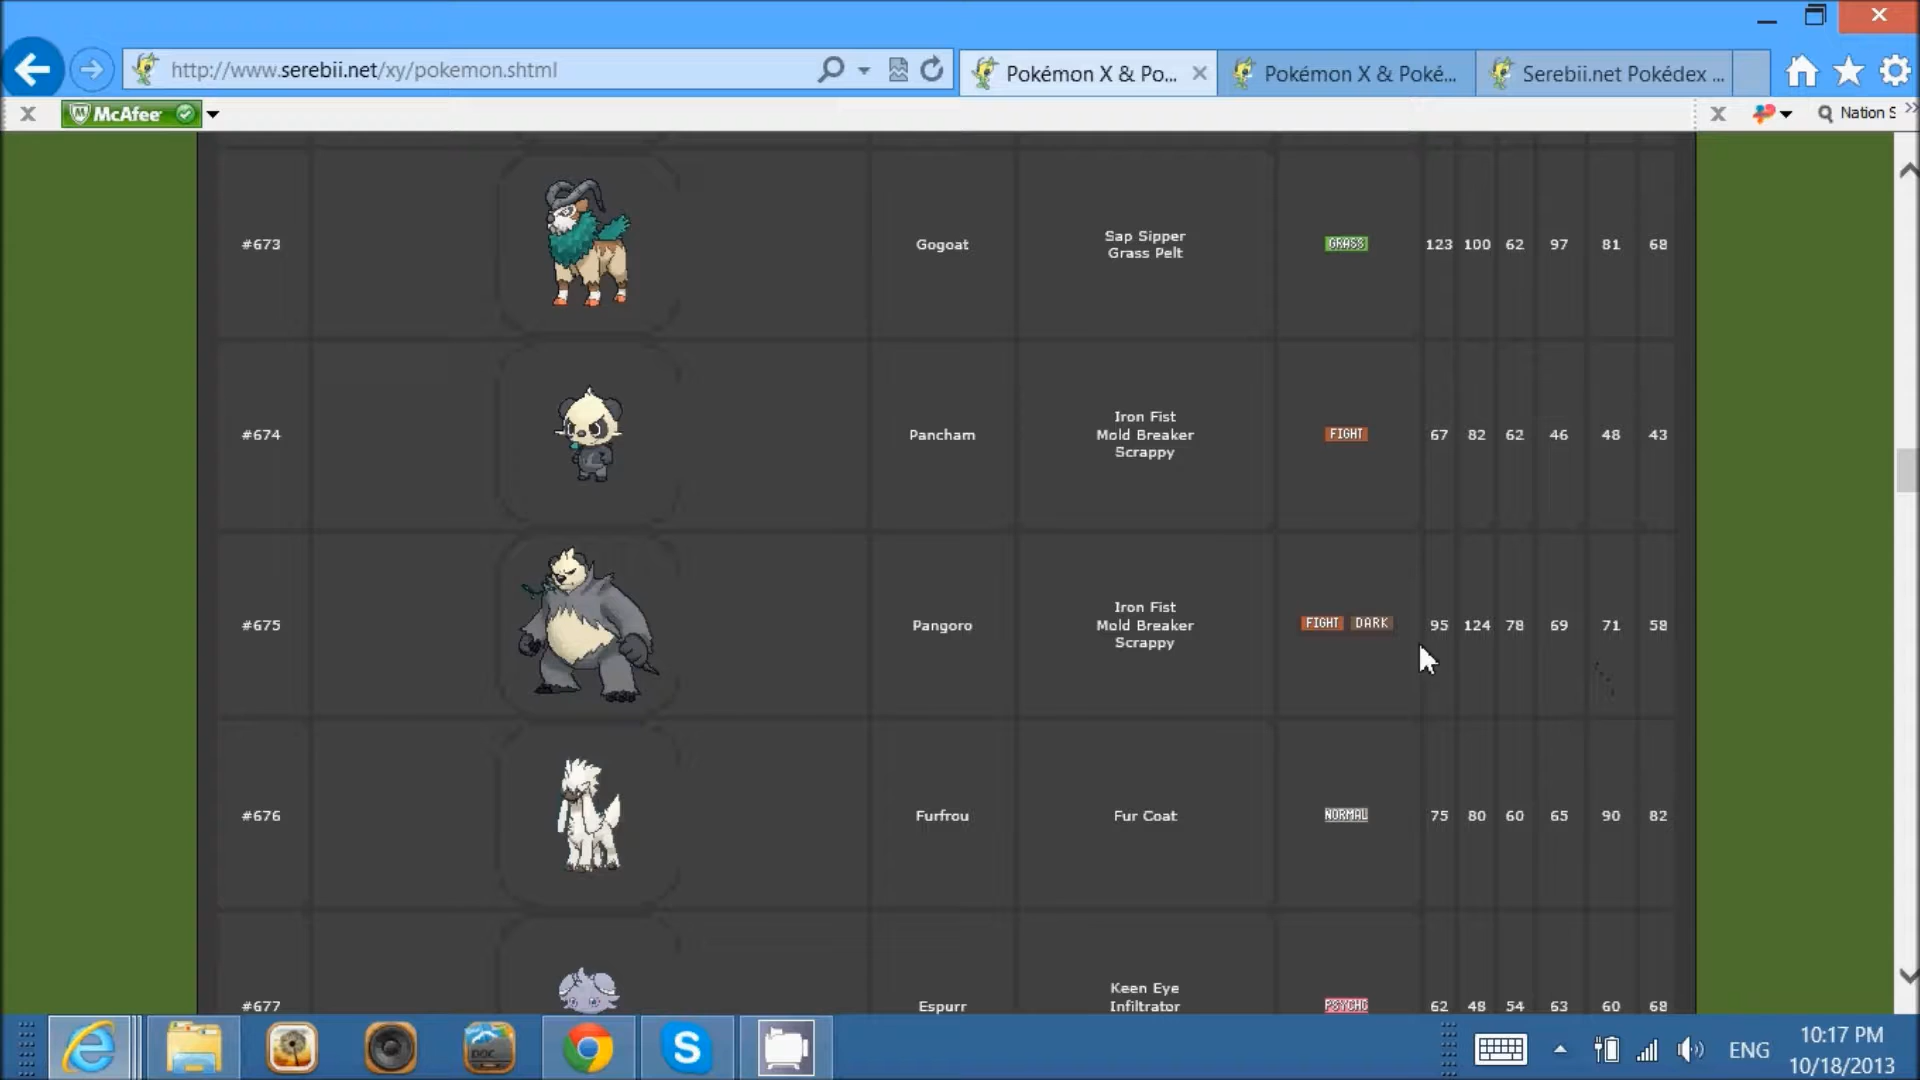 http://www.serebii.net/xy/pokemon.shtml
Pokémon X & Po...
Pokémon X & Poké...
Serebii.net Pokédex ...
McAfee
Nation S
#673
Gogoat
Sap Sipper
Grass Pelt
GRASS
123 100 62 97 81 68
#674
Pancham
Iron Fist
Mold Breaker
Scrappy
FIGHT
67 82 62 46 48 43
#675
Pangoro
Iron Fist
Mold Breaker
Scrappy
FIGHT DARK
95 124 78 69 71 58
#676
Furfrou
Fur Coat
NORMAL
75 80 60 65 90 82
#677
Espurr
Keen Eye
Infiltrator
PSYCHC
62 48 54 63 60 68
DOC
ENG
10:17 PM
10/18/2013